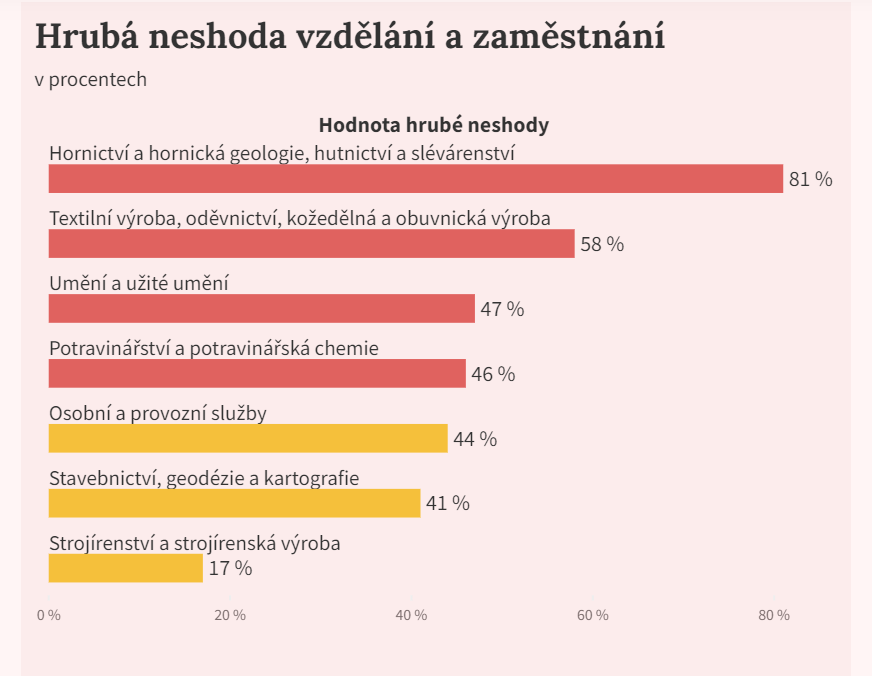 Hrubá neshoda vzdělání a zaměstnání
v procentech
Hodnota hrubé neshody
Hornictví a hornická geologie, hutnictví a slévárenství
81 %
Textilní výroba, oděvnictví, kožedělná a obuvnická výroba
58 %
Umění a užité umění
47 %
Potravinářství a potravinářská chemie
46 %
Osobní a provozní služby
44 %
Stavebnictví, geodézie a kartografie
41 %
Strojírenství a strojírenská výroba
17 %
0 % 20 % 40 % 60 % 80 %